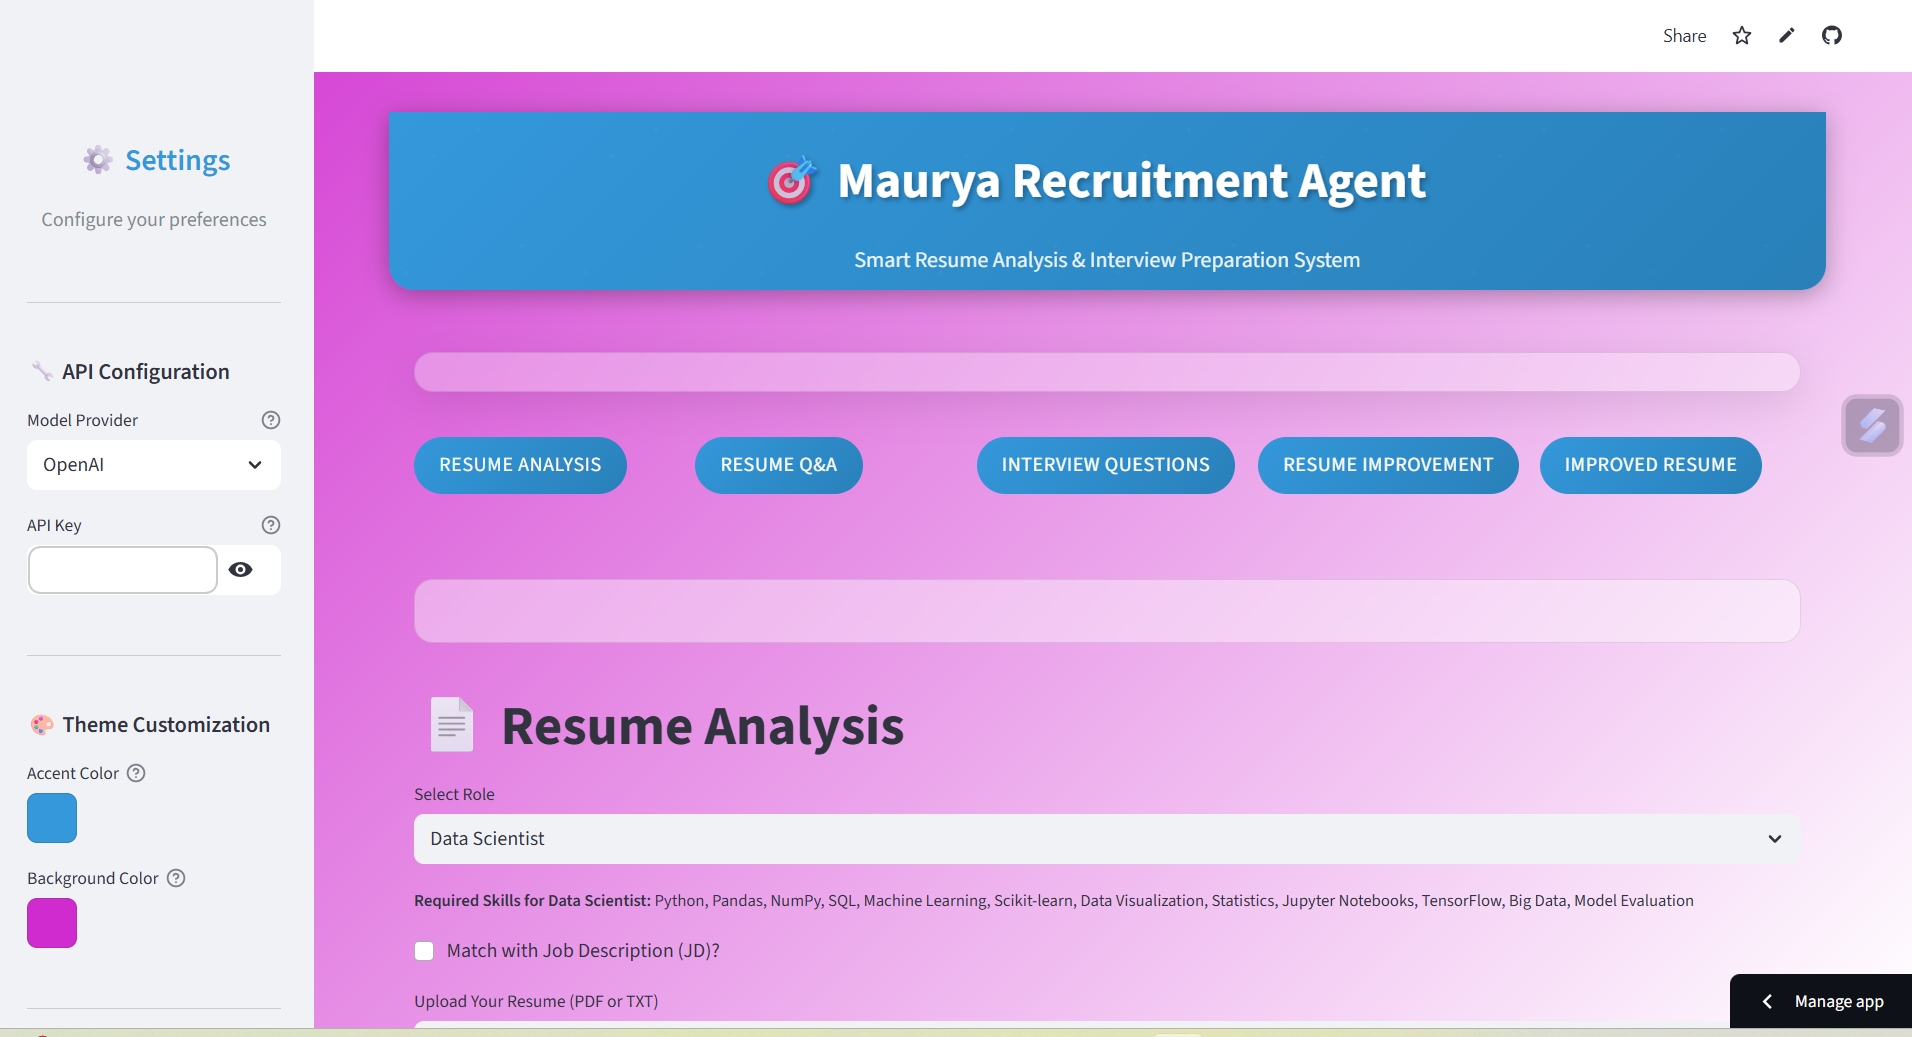 Share
Settings
Configure your preferences
API Configuration
Model Provider
OpenAI
API Key
Theme Customization
Accent Color
Background Color
Maurya Recruitment Agent
Smart Resume Analysis & Interview Preparation System
RESUME ANALYSIS
RESUME Q&A
INTERVIEW QUESTIONS
RESUME IMPROVEMENT
IMPROVED RESUME
Resume Analysis
Select Role
Data Scientist
Required Skills for Data Scientist: Python, Pandas, NumPy, SQL, Machine Learning, Scikit-learn, Data Visualization, Statistics, Jupyter Notebooks, TensorFlow, Big Data, Model Evaluation
Match with Job Description (JD)?
Upload Your Resume (PDF or TXT)
Manage app